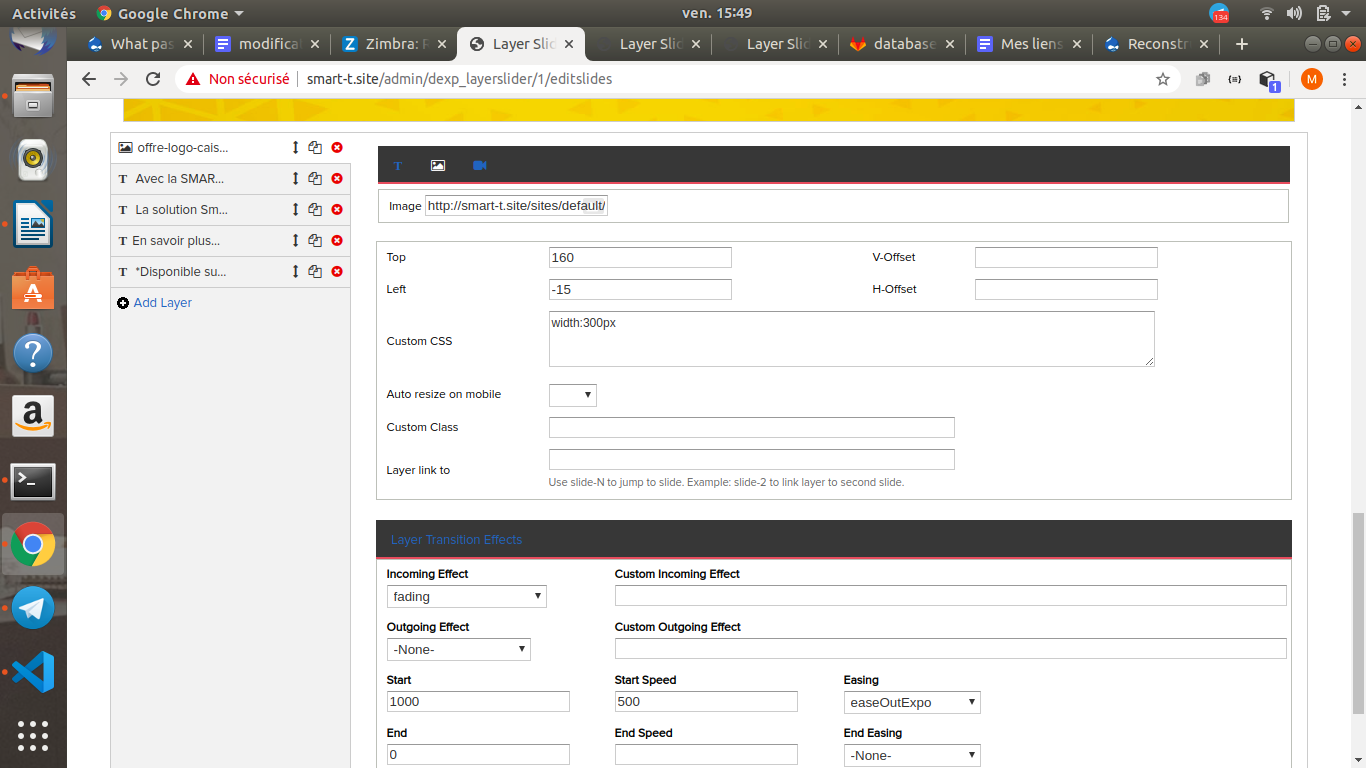 Activités Google Chrome ven. 15:49 134
What pas modifica Zimbra: R Layer Slid Layer Slid Layer Slid database Mes liens Reconstr
Non sécurisé smart-t.site/admin/dexp_layerslider/1/editslides 1 M
offre-logo-cais...
T Avec la SMAR...
T La solution Sm...
T En savoir plus...
T *Disponible su...
Add Layer
T
Image http://smart-t.site/sites/default/
Top 160 V-Offset
Left -15 H-Offset
Custom CSS width:300px
Auto resize on mobile
Custom Class
Layer link to
Use slide-N to jump to slide. Example: slide-2 to link layer to second slide.
Layer Transition Effects
Incoming Effect Custom Incoming Effect
fading
Outgoing Effect Custom Outgoing Effect
-None-
Start Start Speed Easing
1000 500 easeOutExpo
End End Speed End Easing
0 -None-